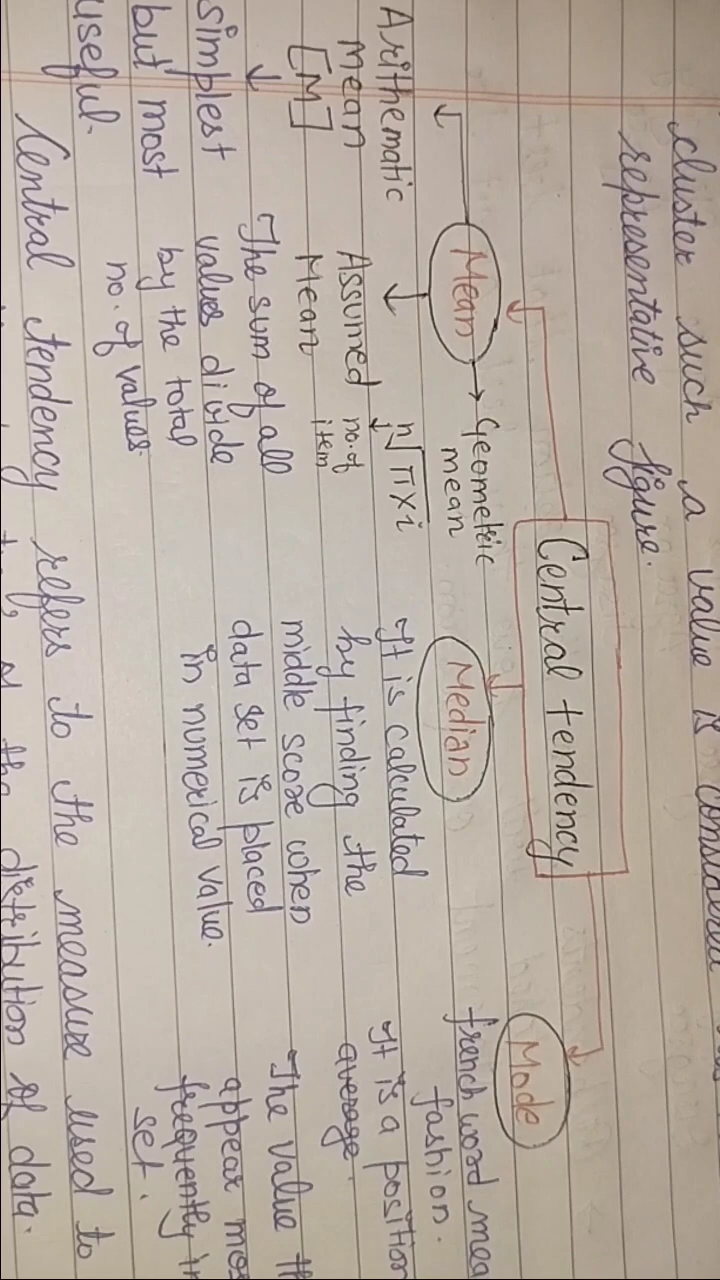 cluster such a value is considered
representative figure.
Central tendency
Mean
Median
Mode
Arithematic
mean
[M]
simplest
but most
useful.
Assumed
Mean
The sum of all
values divide
by the total
no. of values.
Geometric
mean
n√πxi
no. of
item
It is calculated
by finding the
middle score when
data set is placed
in numerical value.
french word
fashion.
It is a position
average.
The value
appear
frequently in
set.
Central tendency refers to the measure used to
the distribution of data.